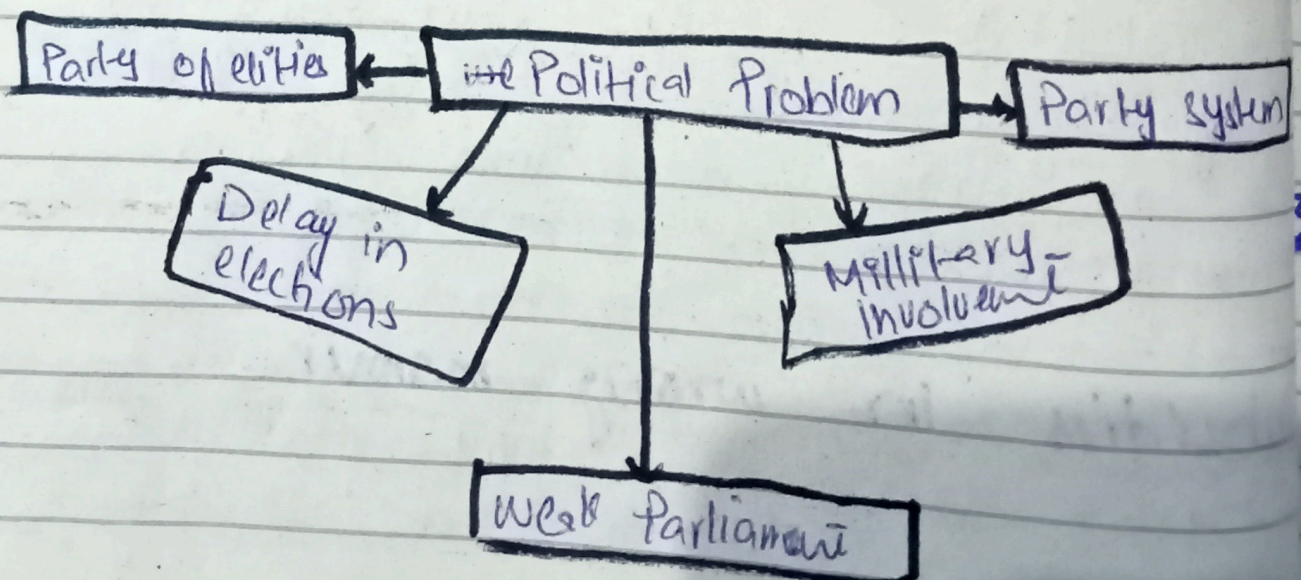 Party of elities
Political Problem
Party system
Delay in
elections
Millitary
involvement
Weak Parliament